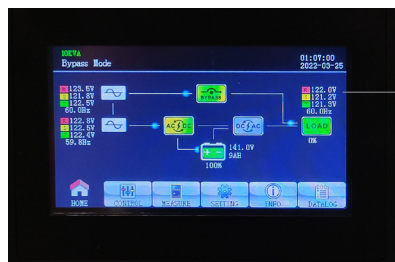 10KVA
Bypass Mode
01:07:00
2022-03-25
R 123.5V
S 121.8V
122.5V
60.0Hz
R 122.8V
S 122.5V
122.4V
59.8Hz
BYPASS
AC DC
DC AC
141.0V
9AH
100%
R 122.0V
S 121.2V
121.3V
60.0Hz
LOAD
0%
HOME
CONTROL
MEASURE
SETTING
INFO
DATALOG